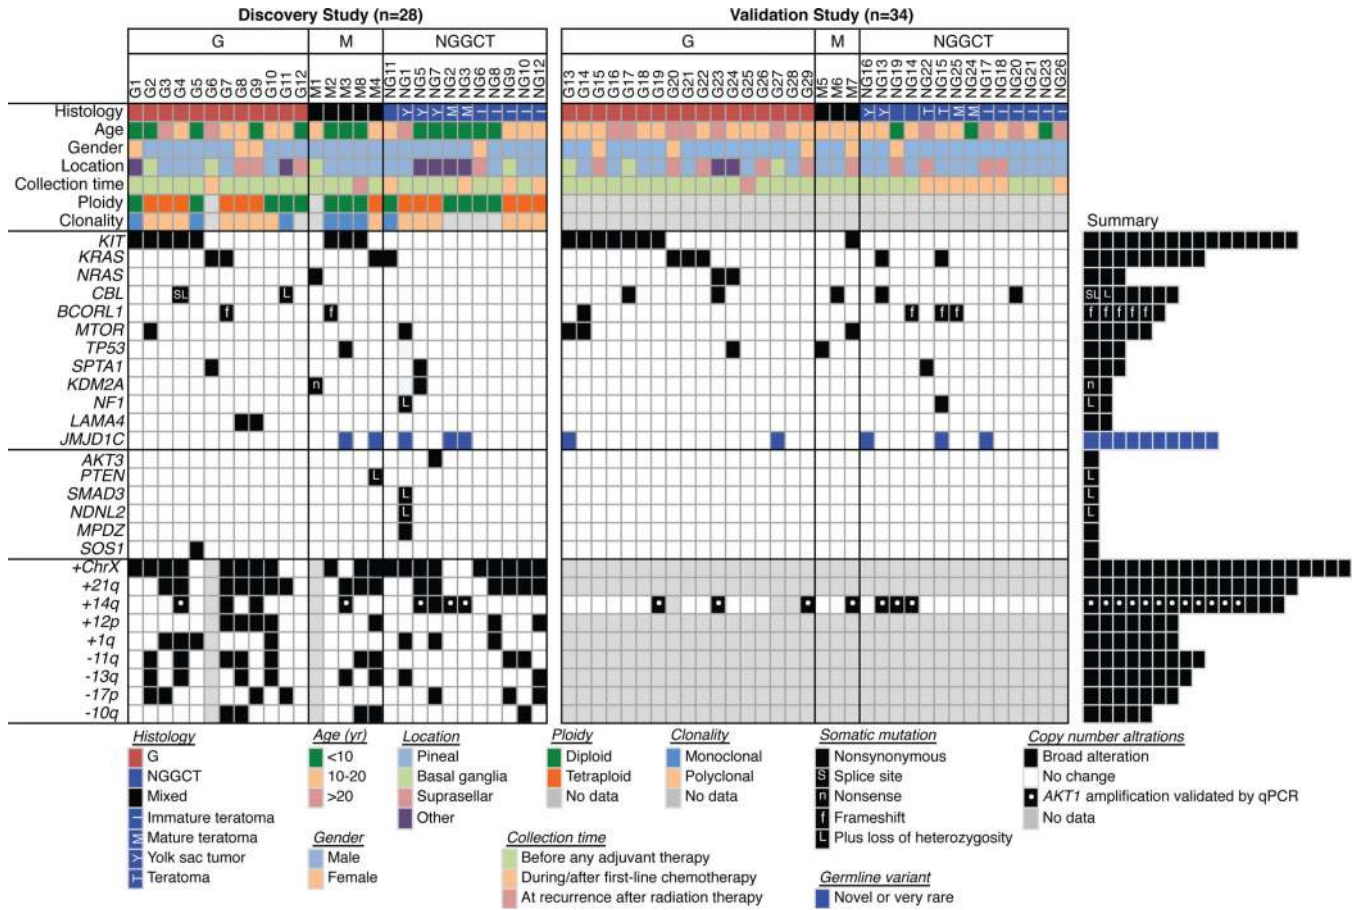 Discovery Study (n=28) Validation Study (n=34)
G M NGGCT G M NGGCT
G1 G2 G3 G4 G5 G6 G7 G8 G9 G10 G11 G12 M1 M2 M3 M8 M4 NG11 NG1 NG5 NG7 NG2 NG3 NG6 NG8 NG9 NG10 NG12 G13 G14 G15 G16 G17 G18 G19 G20 G21 G22 G23 G24 G25 G26 G27 G28 G29 M5 M6 M7 NG16 NG13 NG19 NG14 NG22 NG15 NG25 NG24 NG17 NG18 NG20 NG21 NG23 NG26
Histology Y Y Y M M I I I I I Y Y T T M M I I I I I I
Age
Gender
Location
Collection time
Ploidy
Clonality Summary
KIT
KRAS
NRAS
CBL SL L SL L
BCORL1 f f f f f f f f f f
MTOR
TP53
SPTA1
KDM2A n n
NF1 L L
LAMA4
JMJD1C
AKT3
PTEN L L
SMAD3 L L
NDNL2 L L
MPDZ
SOS1
+ChrX
+21q
+14q
+12p
+1q
-11q
-13q
-17p
-10q
Histology Age (yr) Location Ploidy Clonality Somatic mutation Copy number altrations
G <10 Pineal Diploid Monoclonal Nonsynonymous Broad alteration
NGGCT 10-20 Basal ganglia Tetraploid Polyclonal S Splice site No change
Mixed >20 Suprasellar No data No data n Nonsense AKT1 amplification validated by qPCR
I Immature teratoma Other f Frameshift No data
M Mature teratoma Gender Collection time L Plus loss of heterozygosity
Y Yolk sac tumor Male Before any adjuvant therapy
T Teratoma Female During/after first-line chemotherapy Germline variant
At recurrence after radiation therapy Novel or very rare